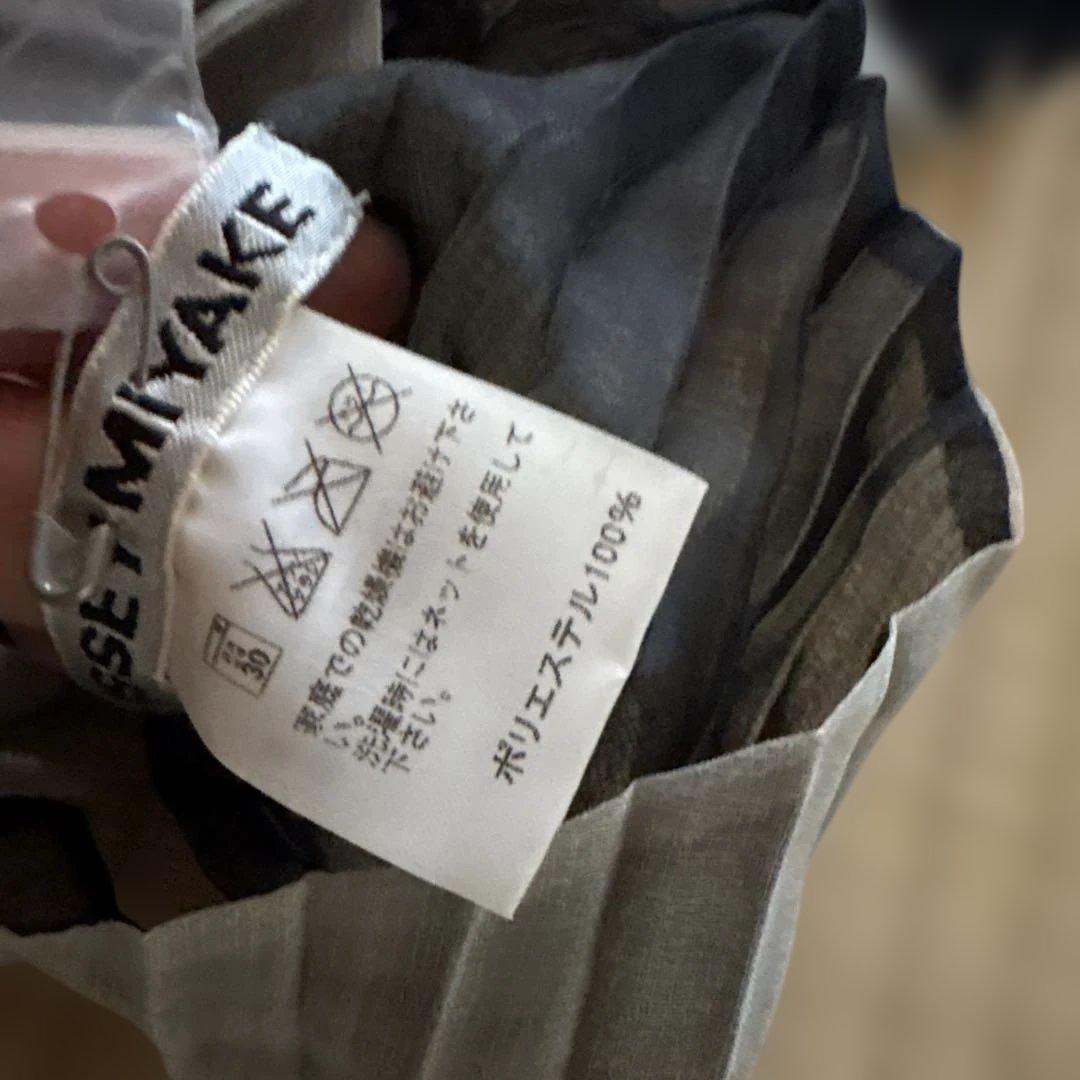 ISSEY MIYAKE
弱
30
家庭での乾燥機はお避け下さ
い。
洗濯時にはネットを使用して
下さい。
ポリエステル100%